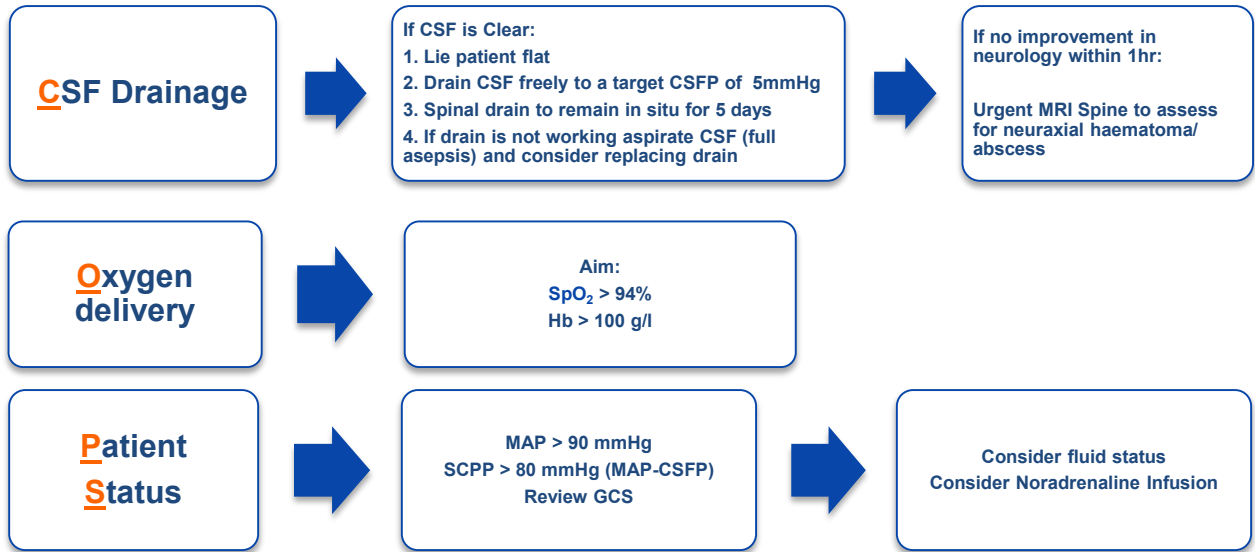 CSF Drainage
If CSF is Clear:
1. Lie patient flat
2. Drain CSF freely to a target CSFP of 5mmHg
3. Spinal drain to remain in situ for 5 days
4. If drain is not working aspirate CSF (full
asepsis) and consider replacing drain
If no improvement in
neurology within 1hr:
Urgent MRI Spine to assess
for neuraxial haematoma/
abscess
Oxygen
delivery
Aim:
SpO₂ > 94%
Hb > 100 g/l
Patient
Status
MAP > 90 mmHg
SCPP > 80 mmHg (MAP-CSFP)
Review GCS
Consider fluid status
Consider Noradrenaline Infusion